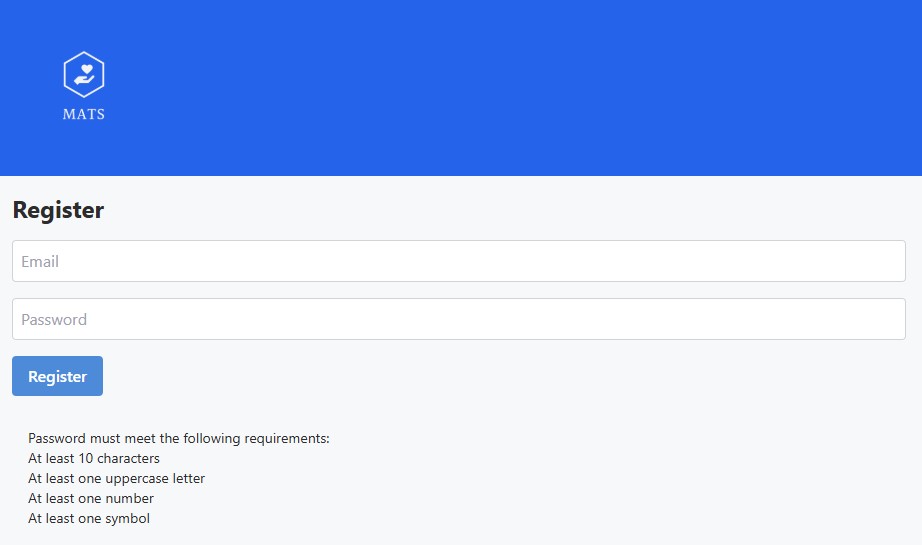 MATS
Register
Email
Password
Register
Password must meet the following requirements:
At least 10 characters
At least one uppercase letter
At least one number
At least one symbol